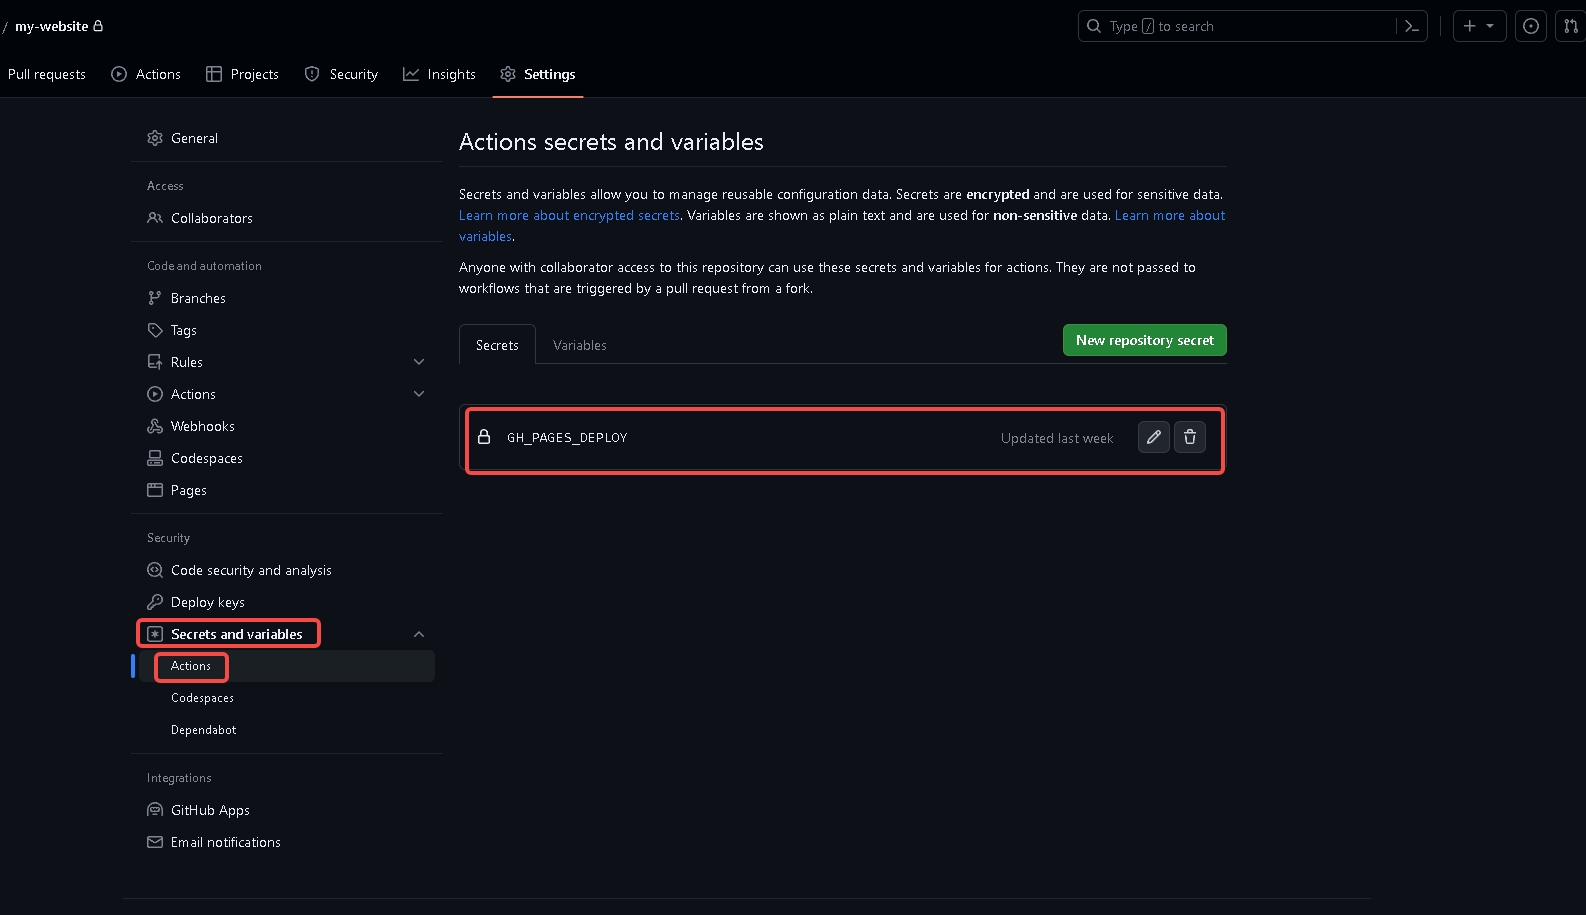 / my-website
Type / to search
Pull requests Actions Projects Security Insights Settings
General
Access
Collaborators
Code and automation
Branches
Tags
Rules
Actions
Webhooks
Codespaces
Pages
Security
Code security and analysis
Deploy keys
Secrets and variables
Actions
Codespaces
Dependabot
Integrations
GitHub Apps
Email notifications
Actions secrets and variables
Secrets and variables allow you to manage reusable configuration data. Secrets are encrypted and are used for sensitive data.
Learn more about encrypted secrets. Variables are shown as plain text and are used for non-sensitive data. Learn more about
variables.
Anyone with collaborator access to this repository can use these secrets and variables for actions. They are not passed to
workflows that are triggered by a pull request from a fork.
Secrets Variables
New repository secret
GH_PAGES_DEPLOY Updated last week